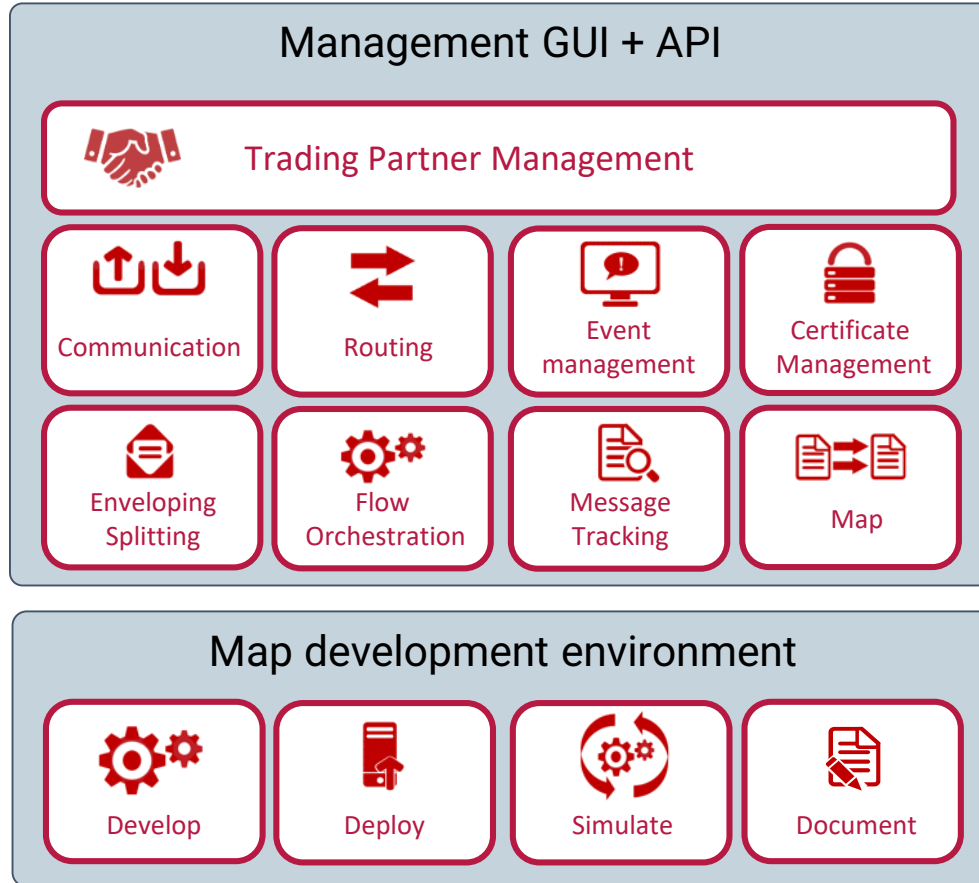 Management GUI + API
Trading Partner Management
Communication
Routing
Event
management
Certificate
Management
Enveloping
Splitting
Flow
Orchestration
Message
Tracking
Map
Map development environment
Develop
Deploy
Simulate
Document